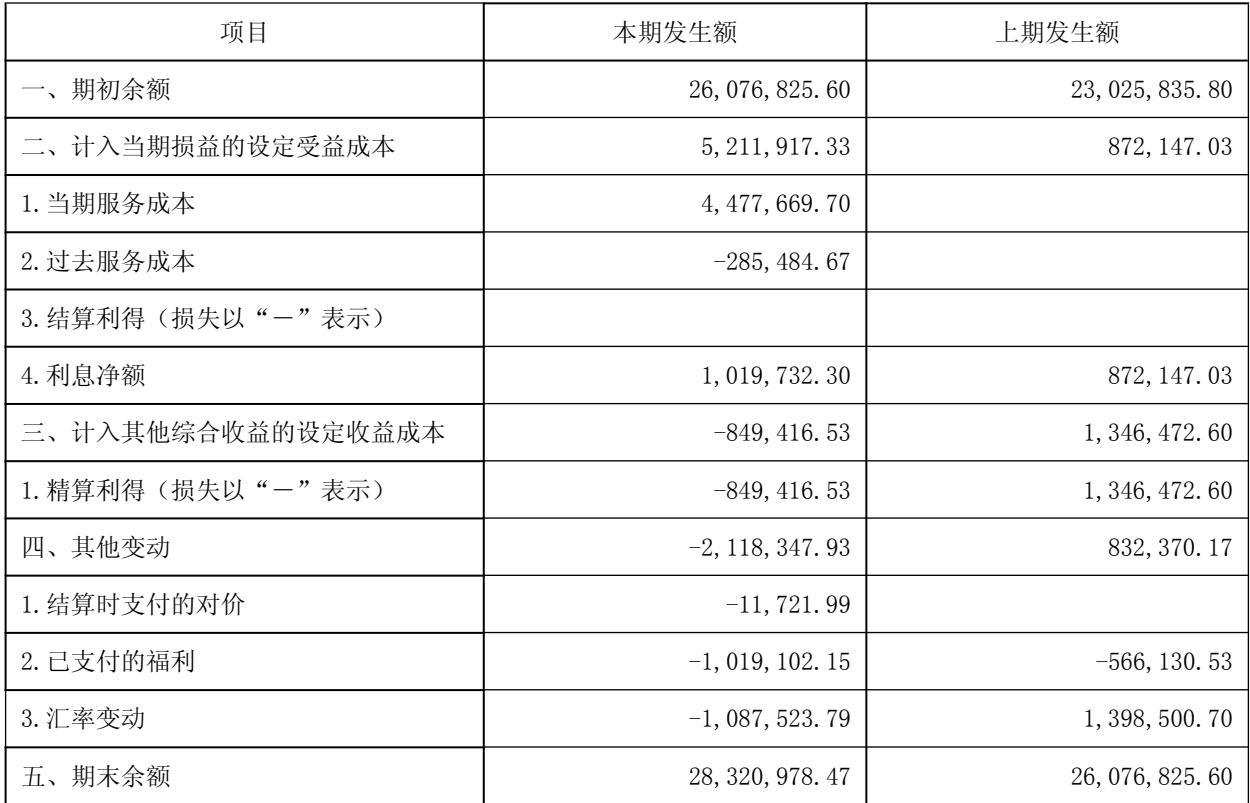 项目 本期发生额 上期发生额
一、期初余额 26,076,825.60 23,025,835.80
二、计入当期损益的设定受益成本 5,211,917.33 872,147.03
1.当期服务成本 4,477,669.70
2.过去服务成本 -285,484.67
3.结算利得（损失以“－”表示）
4.利息净额 1,019,732.30 872,147.03
三、计入其他综合收益的设定收益成本 -849,416.53 1,346,472.60
1.精算利得（损失以“－”表示） -849,416.53 1,346,472.60
四、其他变动 -2,118,347.93 832,370.17
1.结算时支付的对价 -11,721.99
2.已支付的福利 -1,019,102.15 -566,130.53
3.汇率变动 -1,087,523.79 1,398,500.70
五、期末余额 28,320,978.47 26,076,825.60